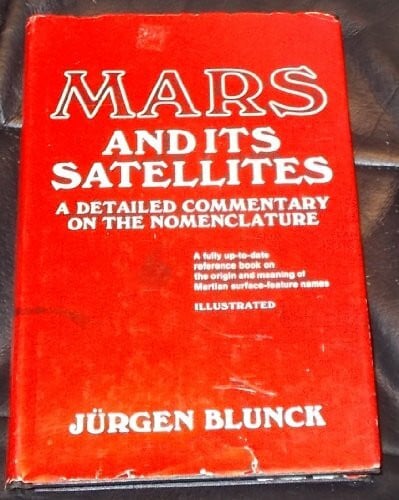 MARS
AND ITS
SATELLITES
A DETAILED COMMENTARY
ON THE NOMENCLATURE
A fully up-to-date
reference book on
the origin and meaning of
Martian surface-feature names
ILLUSTRATED
JÜRGEN BLUNCK